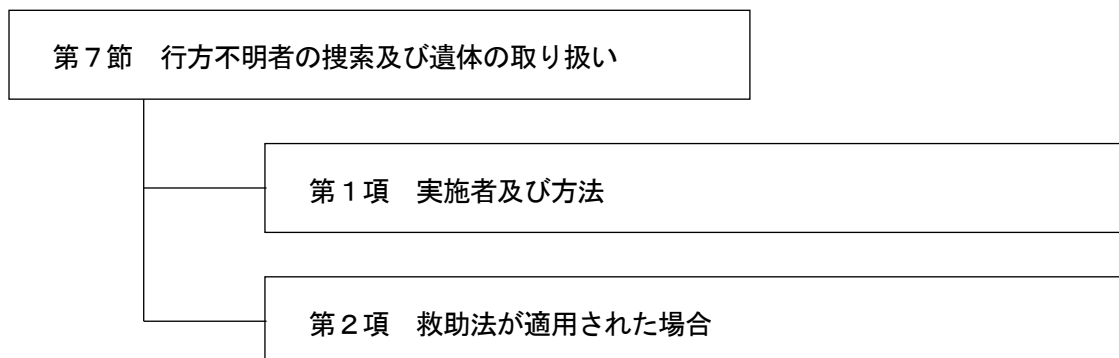 第７節　行方不明者の捜索及び遺体の取り扱い
第１項　実施者及び方法
第２項　救助法が適用された場合